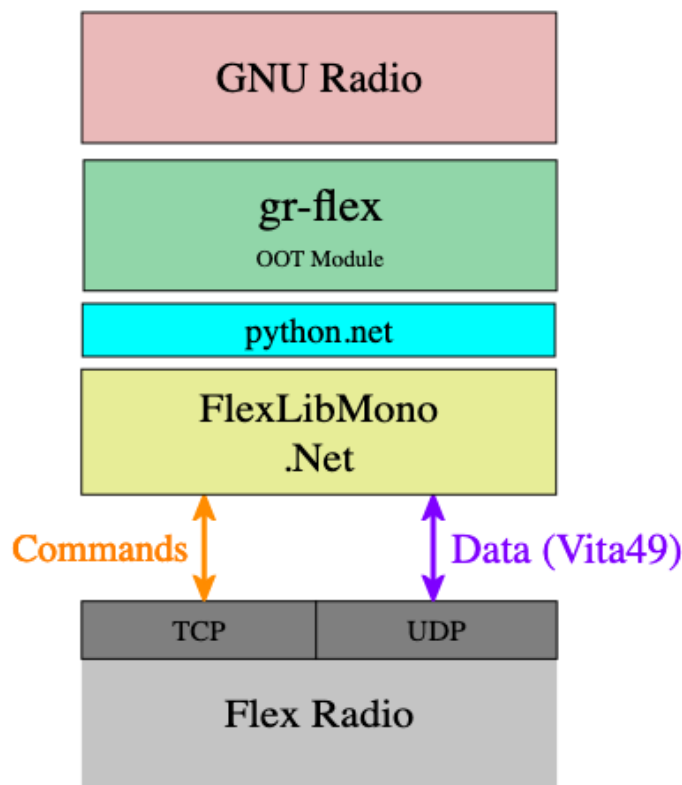 GNU Radio
gr-flex
OOT Module
python.net
FlexLibMono
.Net
Commands
Data (Vita49)
TCP
UDP
Flex Radio